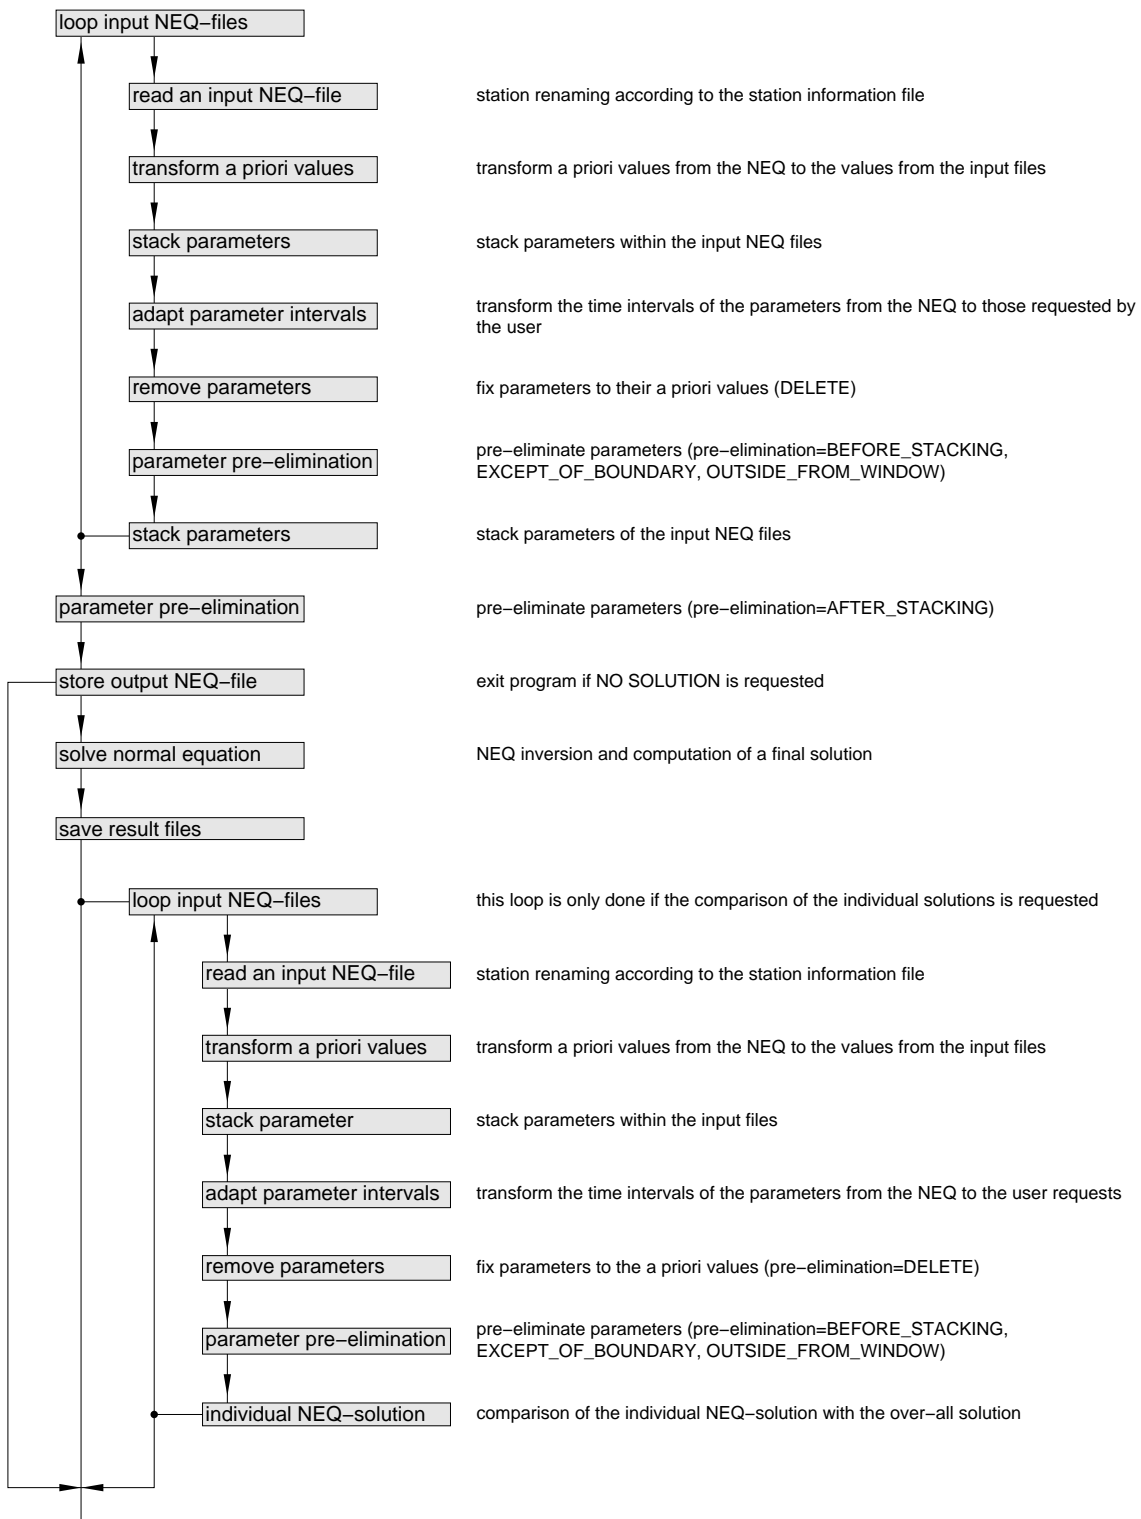 loop input NEQ−files
read an input NEQ−file
station renaming according to the station information file
transform a priori values
transform a priori values from the NEQ to the values from the input files
stack parameters
stack parameters within the input NEQ files
adapt parameter intervals
transform the time intervals of the parameters from the NEQ to those requested by
the user
remove parameters
fix parameters to their a priori values (DELETE)
parameter pre−elimination
pre−eliminate parameters (pre−elimination=BEFORE_STACKING,
EXCEPT_OF_BOUNDARY, OUTSIDE_FROM_WINDOW)
stack parameters
stack parameters of the input NEQ files
parameter pre−elimination
pre−eliminate parameters (pre−elimination=AFTER_STACKING)
store output NEQ−file
exit program if NO SOLUTION is requested
solve normal equation
NEQ inversion and computation of a final solution
save result files
loop input NEQ−files
this loop is only done if the comparison of the individual solutions is requested
read an input NEQ−file
station renaming according to the station information file
transform a priori values
transform a priori values from the NEQ to the values from the input files
stack parameter
stack parameters within the input files
adapt parameter intervals
transform the time intervals of the parameters from the NEQ to the user requests
remove parameters
fix parameters to the a priori values (pre−elimination=DELETE)
parameter pre−elimination
pre−eliminate parameters (pre−elimination=BEFORE_STACKING,
EXCEPT_OF_BOUNDARY, OUTSIDE_FROM_WINDOW)
individual NEQ−solution
comparison of the individual NEQ−solution with the over−all solution